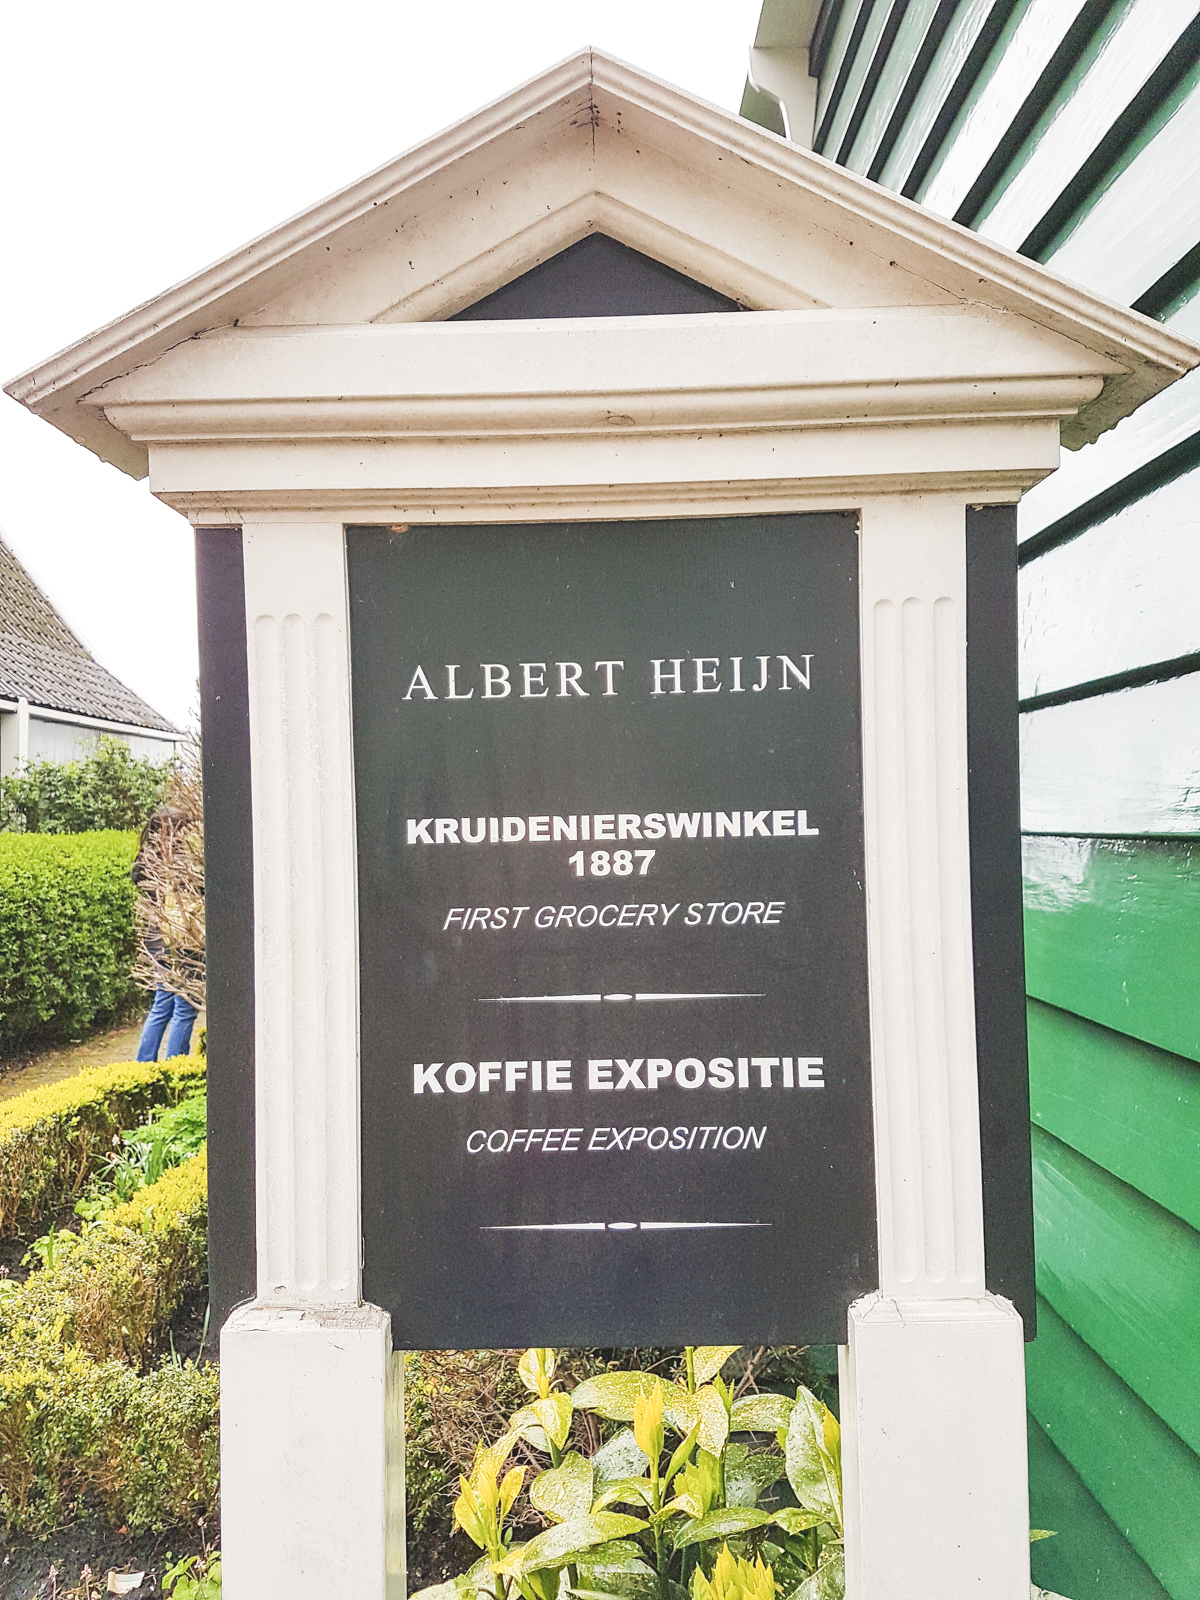 ALBERT HEIJN
KRUIDENIERSWINKEL
1887
FIRST GROCERY STORE
KOFFIE EXPOSITIE
COFFEE EXPOSITION